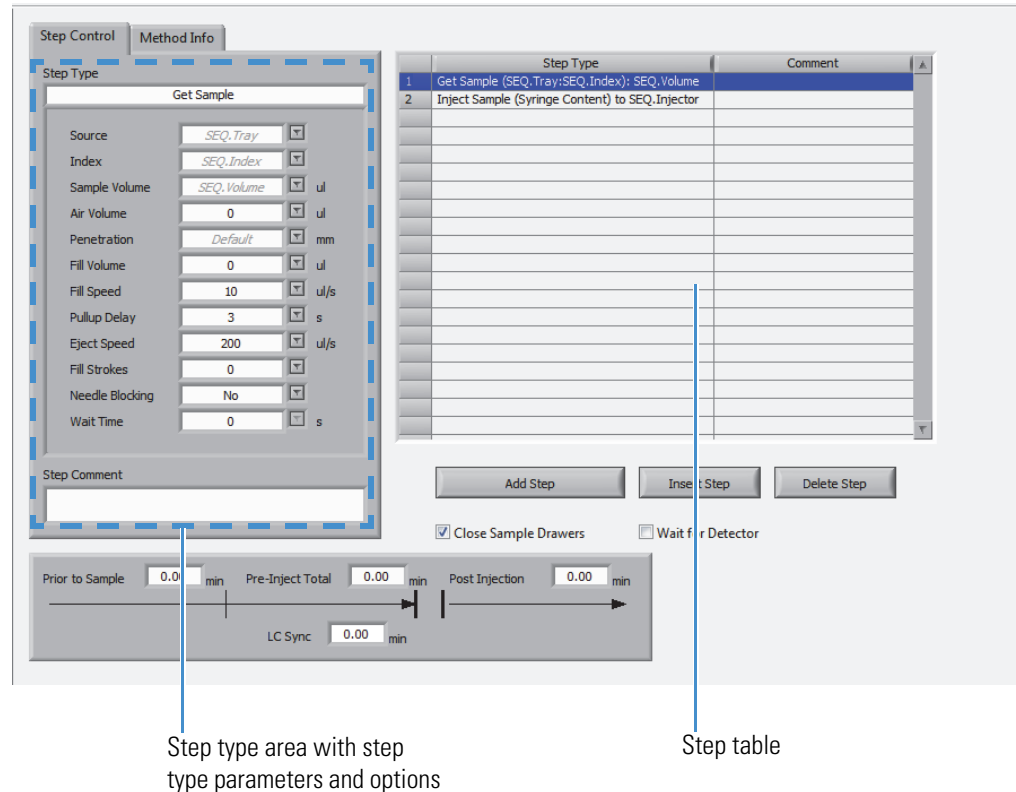 Step Control Method Info
Step Type
Get Sample
Source SEQ.Tray
Index SEQ.Index
Sample Volume SEQ.Volume ul
Air Volume 0 ul
Penetration Default mm
Fill Volume 0 ul
Fill Speed 10 ul/s
Pullup Delay 3 s
Eject Speed 200 ul/s
Fill Strokes 0
Needle Blocking No
Wait Time 0 s
Step Comment
Step Type Comment
1 Get Sample (SEQ.Tray:SEQ.Index): SEQ.Volume
2 Inject Sample (Syringe Content) to SEQ.Injector
Add Step Insert Step Delete Step
Close Sample Drawers Wait for Detector
Prior to Sample 0.00 min Pre-Inject Total 0.00 min Post Injection 0.00 min
LC Sync 0.00 min
Step type area with step
type parameters and options
Step table